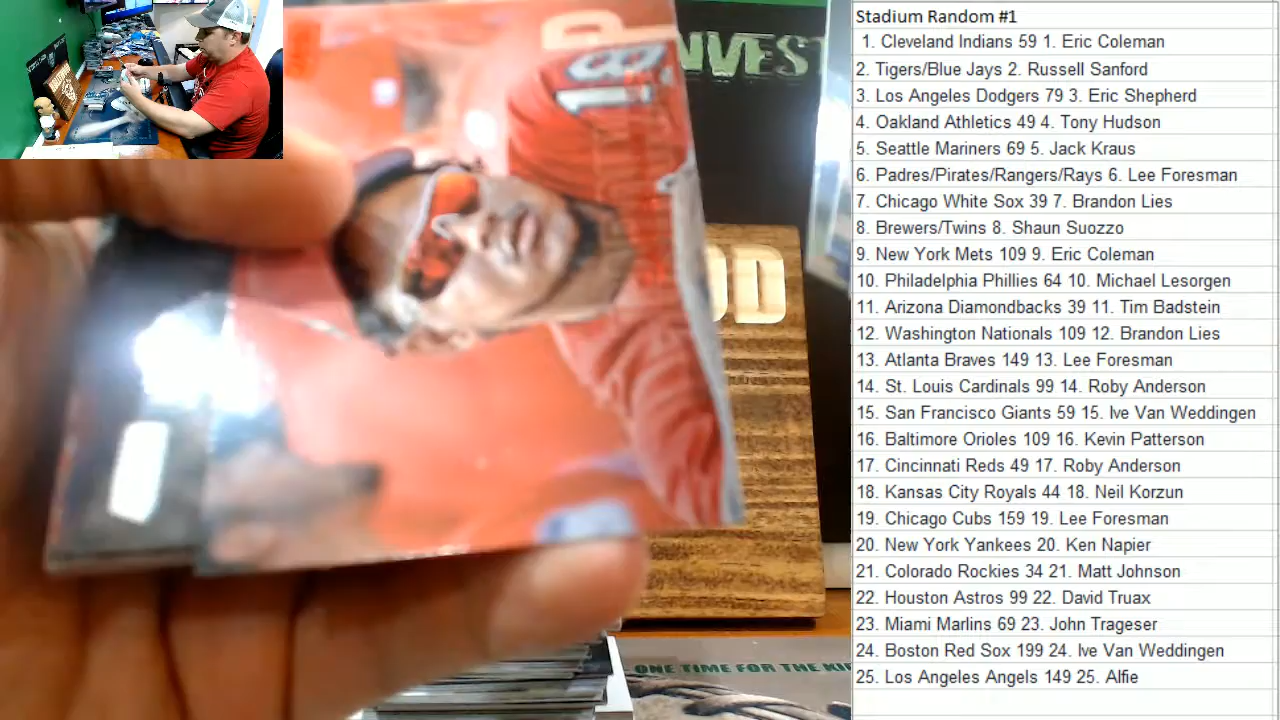 Stadium Random #1
1. Cleveland Indians 59 1. Eric Coleman
2. Tigers/Blue Jays 2. Russell Sanford
3. Los Angeles Dodgers 79 3. Eric Shepherd
4. Oakland Athletics 49 4. Tony Hudson
5. Seattle Mariners 69 5. Jack Kraus
6. Padres/Pirates/Rangers/Rays 6. Lee Foresman
7. Chicago White Sox 39 7. Brandon Lies
8. Brewers/Twins 8. Shaun Suozzo
9. New York Mets 109 9. Eric Coleman
10. Philadelphia Phillies 64 10. Michael Lesorgen
11. Arizona Diamondbacks 39 11. Tim Badstein
12. Washington Nationals 109 12. Brandon Lies
13. Atlanta Braves 149 13. Lee Foresman
14. St. Louis Cardinals 99 14. Roby Anderson
15. San Francisco Giants 59 15. Ive Van Weddingen
16. Baltimore Orioles 109 16. Kevin Patterson
17. Cincinnati Reds 49 17. Roby Anderson
18. Kansas City Royals 44 18. Neil Korzun
19. Chicago Cubs 159 19. Lee Foresman
20. New York Yankees 20. Ken Napier
21. Colorado Rockies 34 21. Matt Johnson
22. Houston Astros 99 22. David Truax
23. Miami Marlins 69 23. John Trageser
24. Boston Red Sox 199 24. Ive Van Weddingen
25. Los Angeles Angels 149 25. Alfie
NVES
18
OD
ONE TIME FOR THE KI